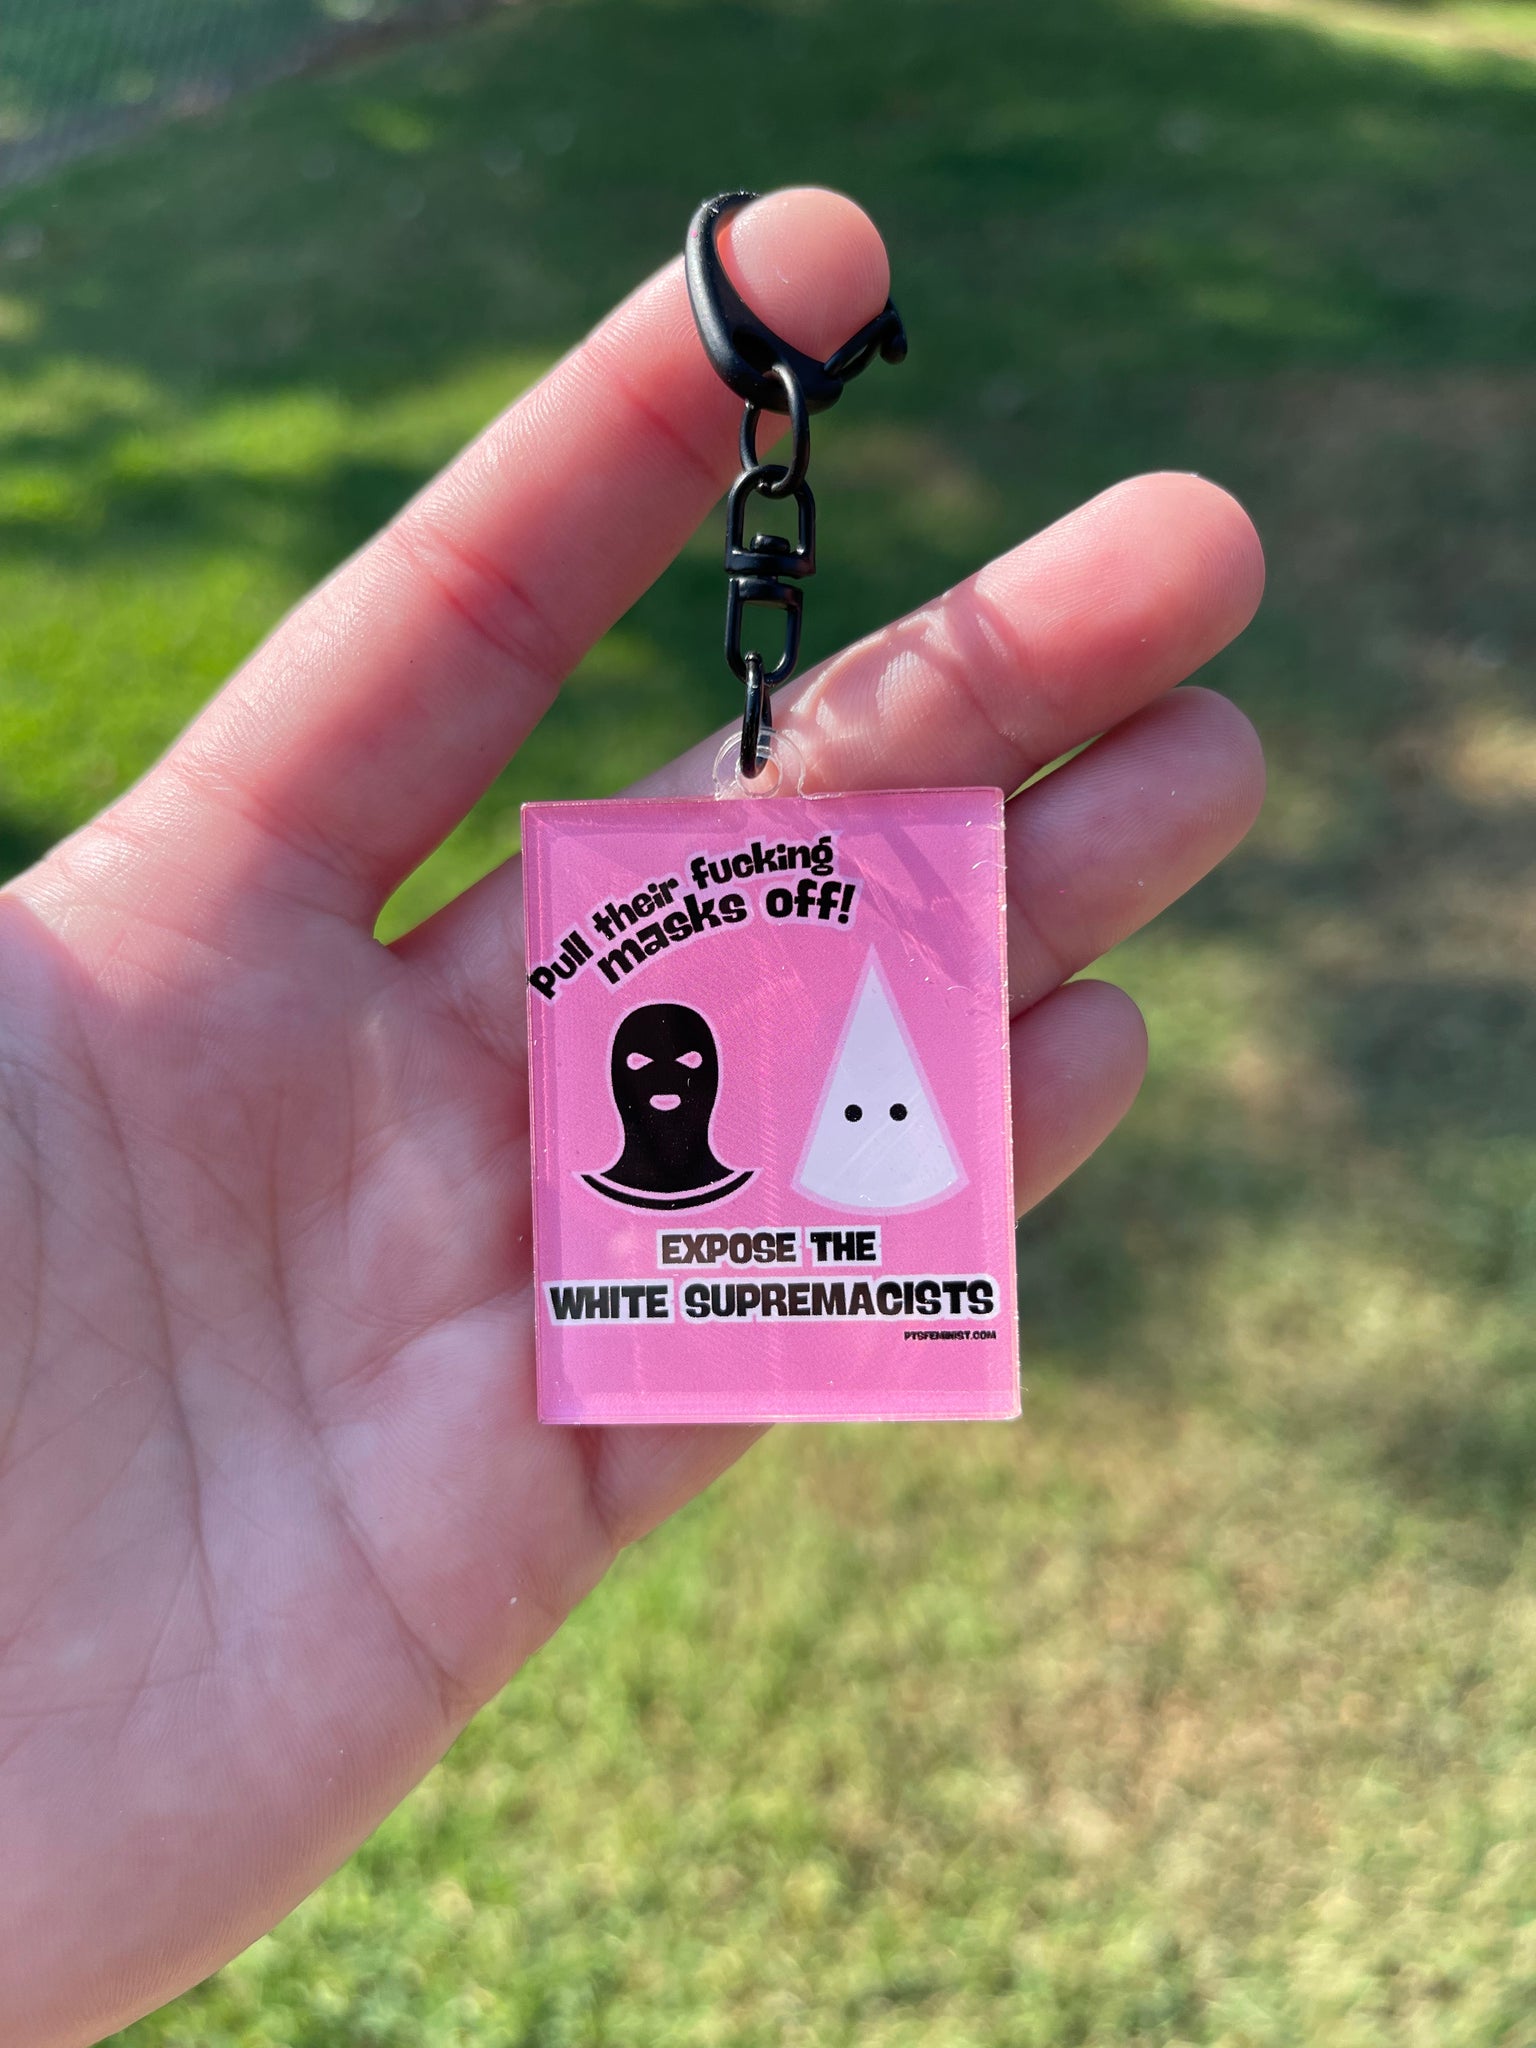 Pull their fucking
masks off!
EXPOSE THE
WHITE SUPREMACISTS
PTSFEMINIST.COM